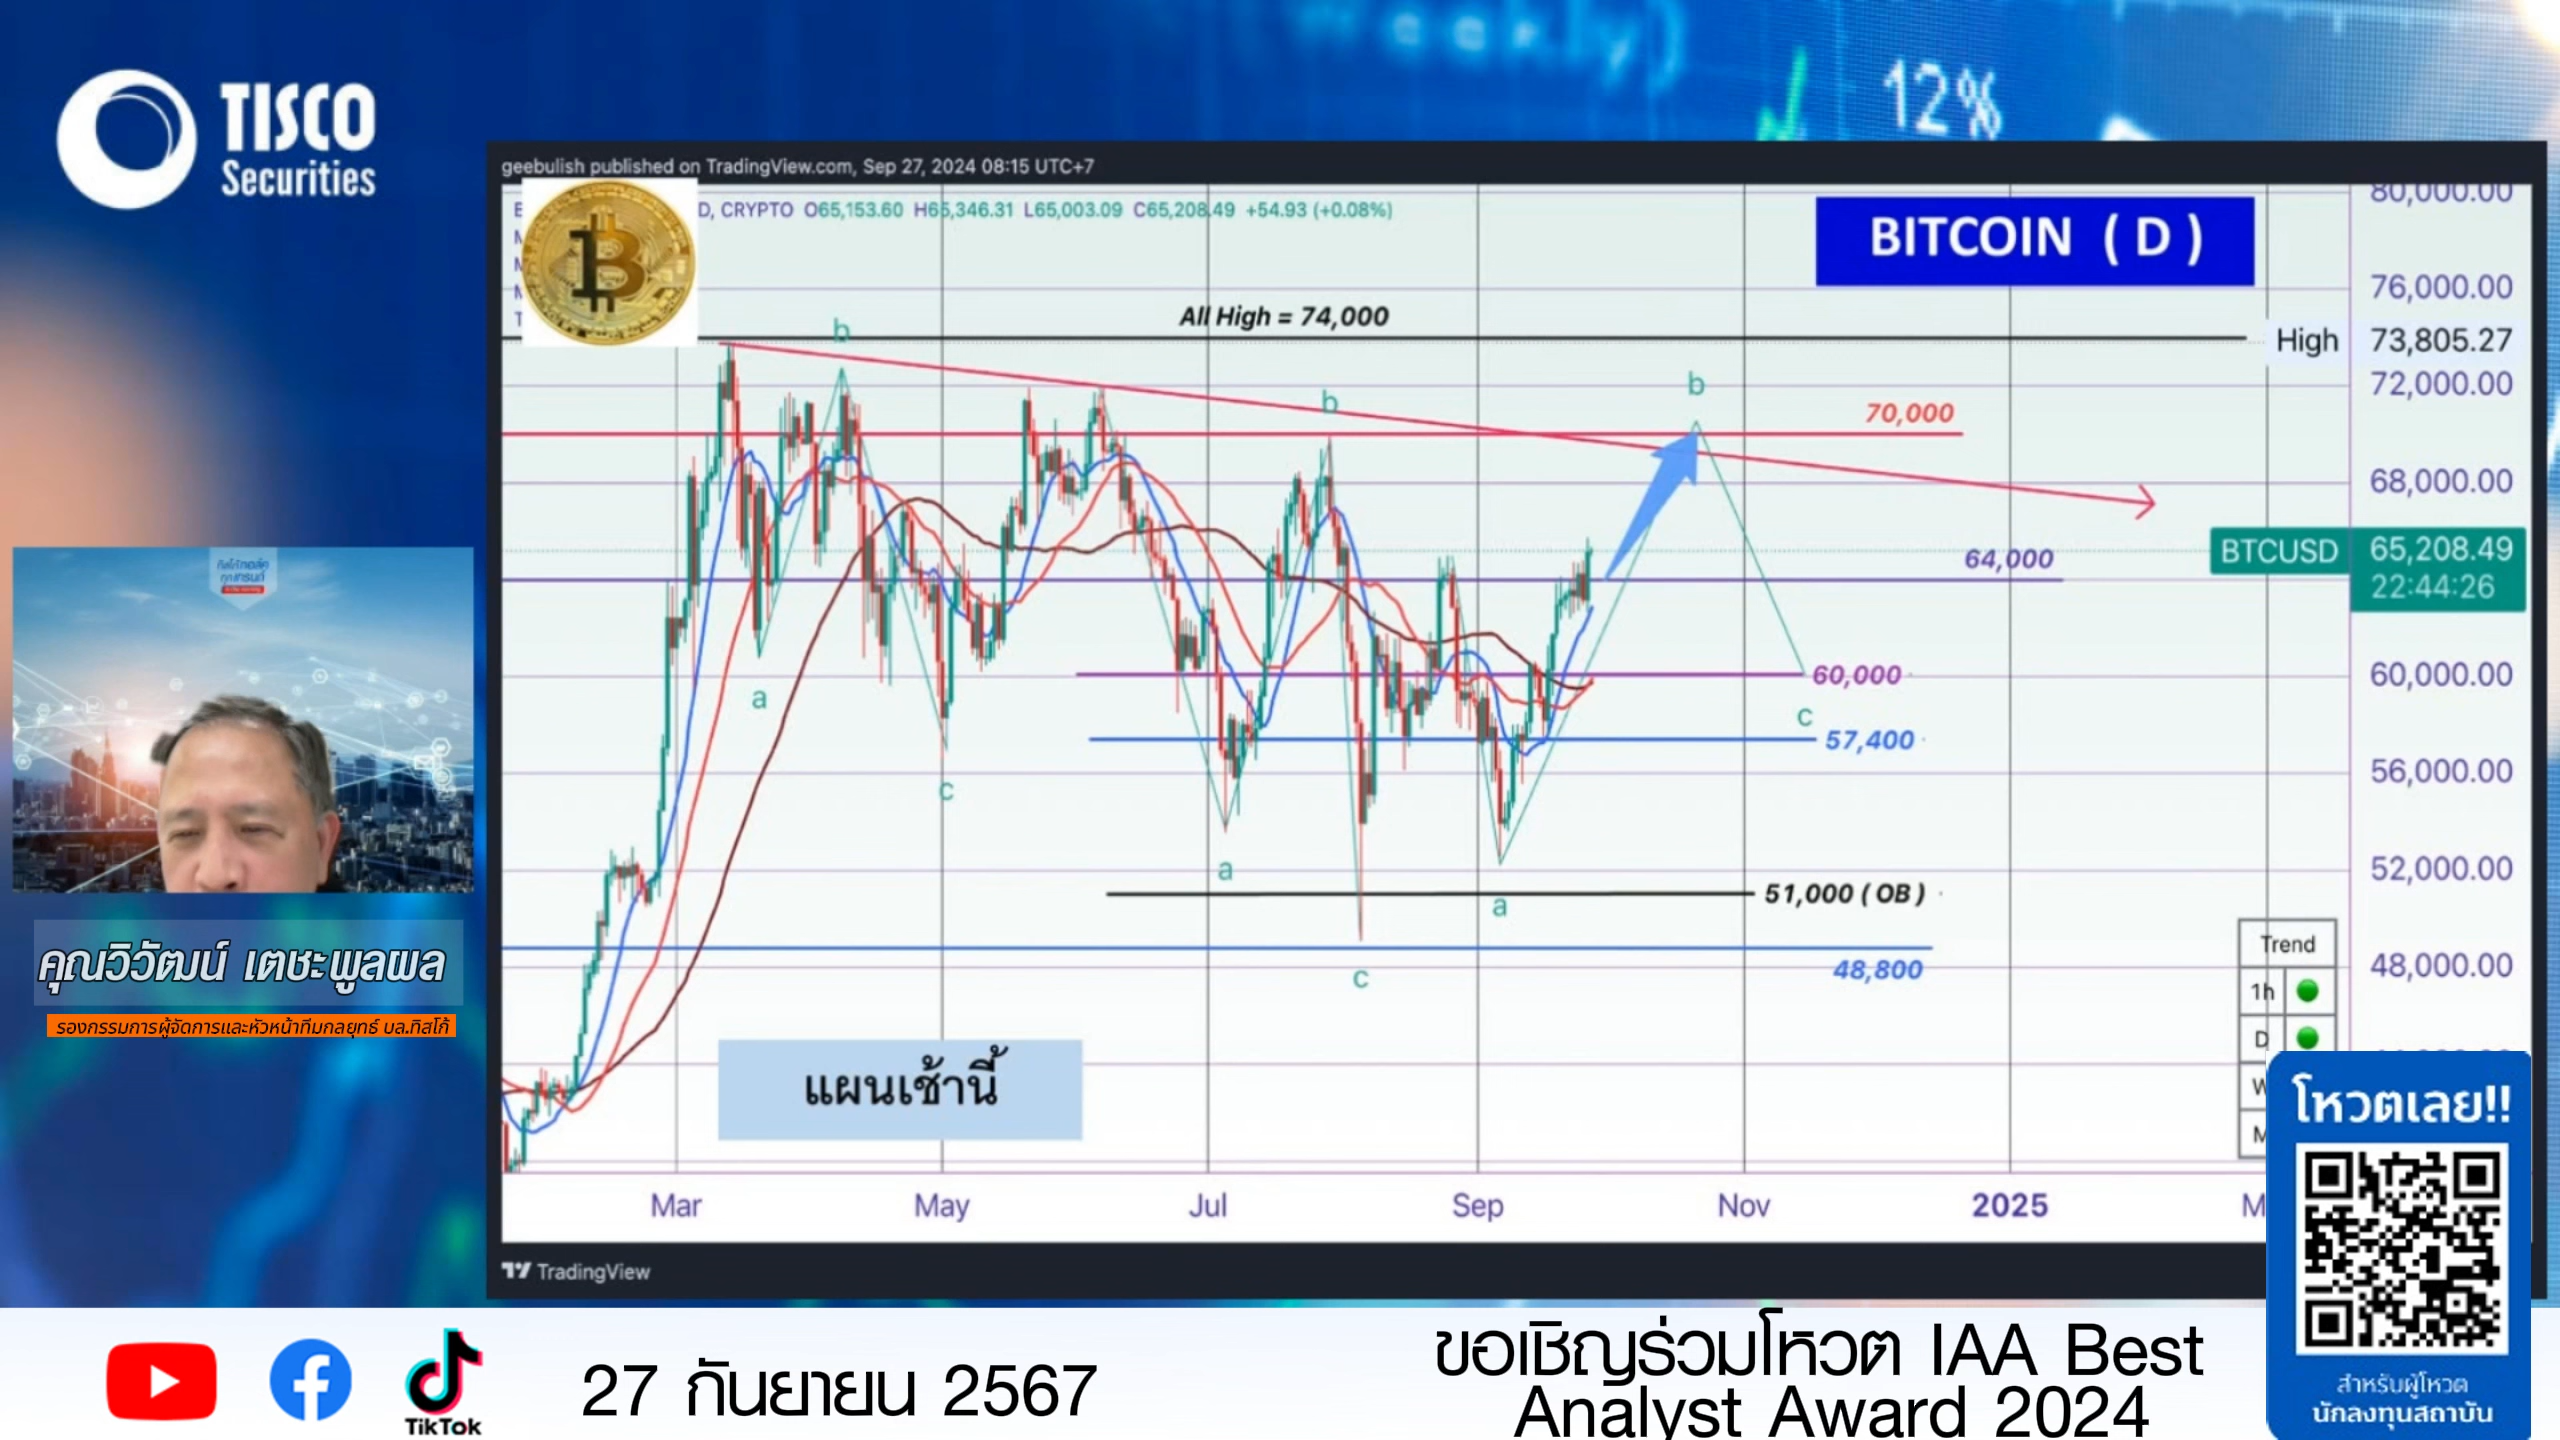 TISCO
Securities
12%
geebulish published on TradingView.com, Sep 27, 2024 08:15 UTC+7
D, CRYPTO O65,153.60 H65,346.31 L65,003.09 C65,208.49 +54.93 (+0.08%)
BITCOIN ( D )
80,000.00
76,000.00
All High = 74,000
High 73,805.27
72,000.00
b
b
b
70,000
68,000.00
64,000
BTCUSD 65,208.49
22:44:26
60,000
60,000.00
a
c
57,400
c
56,000.00
a
52,000.00
51,000 ( OB )
a
48,800
c
48,000.00
Trend
1h
D
แผนเช้านี้
Mar May Jul Sep Nov 2025
TradingView
คุณวิวัฒน์ เตชะพูลผล
รองกรรมการผู้จัดการและหัวหน้าทีมกลยุทธ์ บล.ทิสโก้
โหวตเลย!!
สำหรับผู้โหวต
นักลงทุนสถาบัน
TikTok
27 กันยายน 2567
ขอเชิญร่วมโหวต IAA Best
Analyst Award 2024